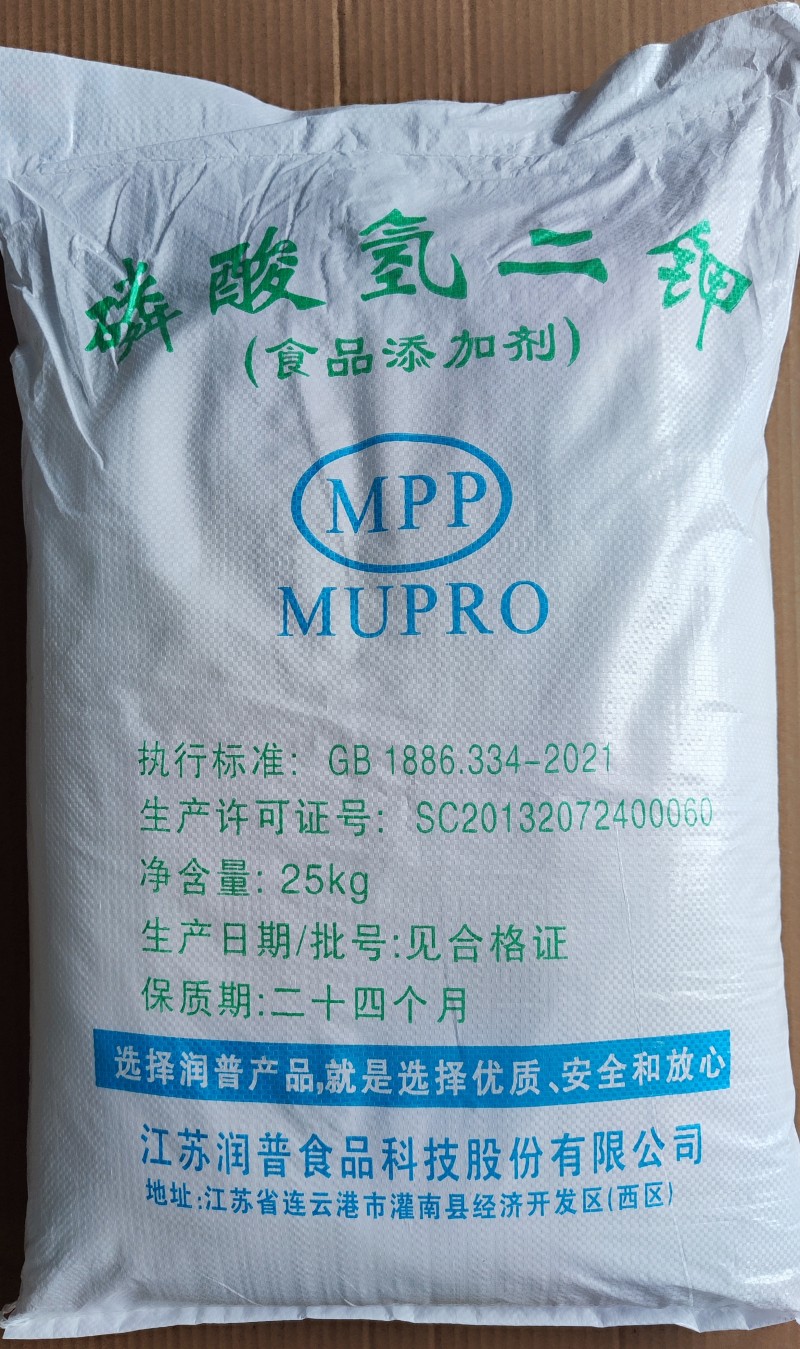 磷酸氢二钾
(食品添加剂)
MPP
MUPRO
执行标准: GB 1886.334-2021
生产许可证号: SC20132072400060
净含量: 25kg
生产日期/批号:见合格证
保质期:二十四个月
选择润普产品,就是选择优质、安全和放心
江苏润普食品科技股份有限公司
地址:江苏省连云港市灌南县经济开发区(西区)